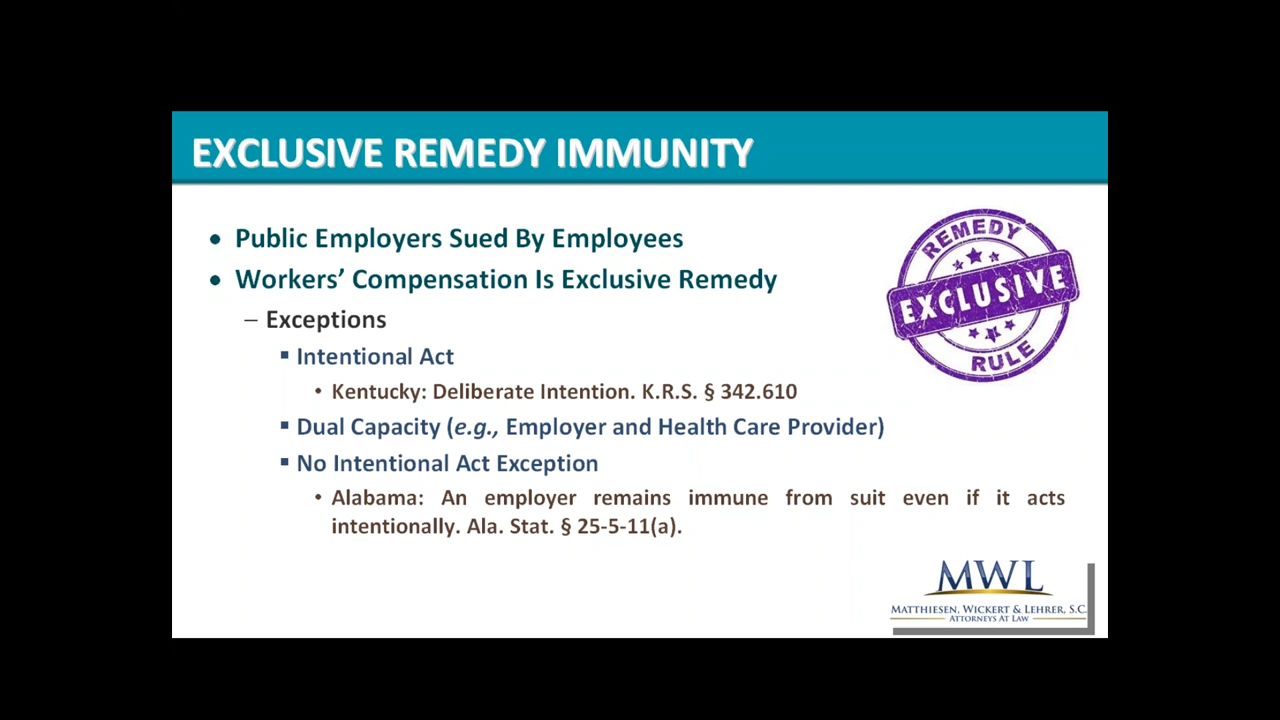 EXCLUSIVE REMEDY IMMUNITY
• Public Employers Sued By Employees
• Workers’ Compensation Is Exclusive Remedy
– Exceptions
▪ Intentional Act
• Kentucky: Deliberate Intention. K.R.S. § 342.610
▪ Dual Capacity (e.g., Employer and Health Care Provider)
▪ No Intentional Act Exception
• Alabama: An employer remains immune from suit even if it acts
intentionally. Ala. Stat. § 25-5-11(a).
REMEDY
EXCLUSIVE
RULE
MWL
MATTHIESEN, WICKERT & LEHRER, S.C.
ATTORNEYS AT LAW